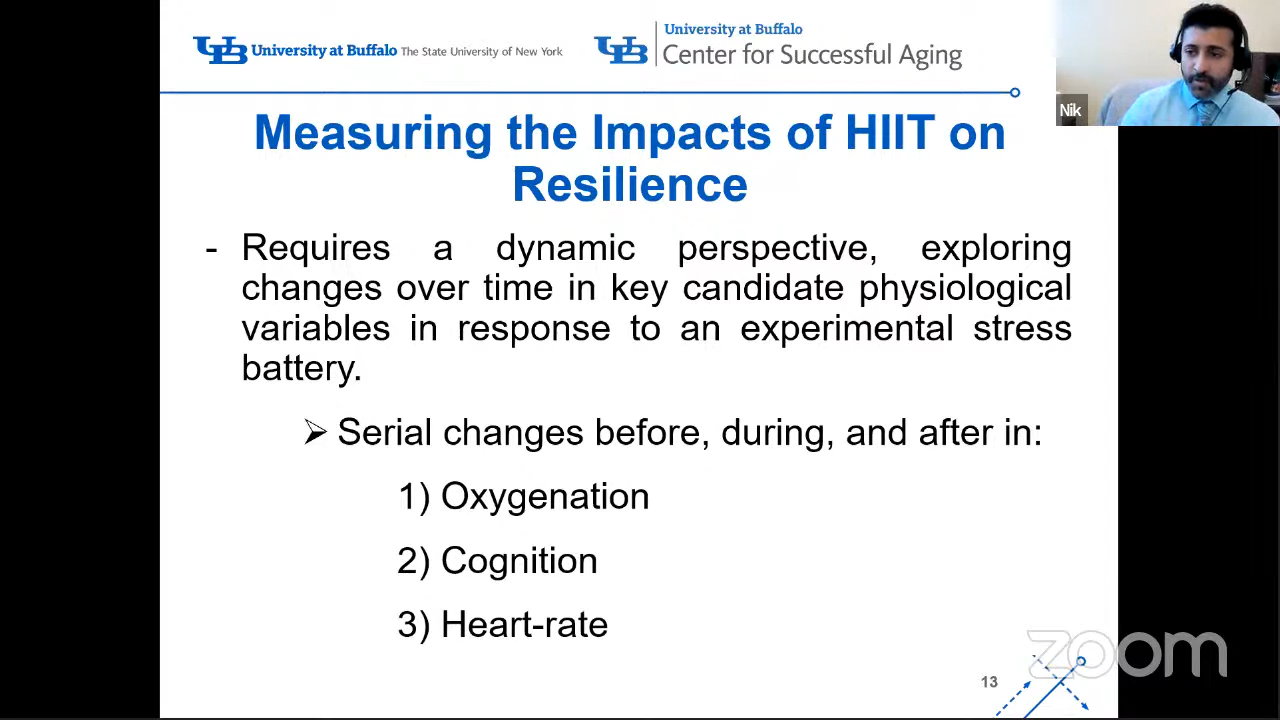 University at Buffalo The State University of New York
University at Buffalo
Center for Successful Aging
Nik
Measuring the Impacts of HIIT on
Resilience
- Requires a dynamic perspective, exploring
changes over time in key candidate physiological
variables in response to an experimental stress
battery.
➢ Serial changes before, during, and after in:
1) Oxygenation
2) Cognition
3) Heart-rate
zoom
13